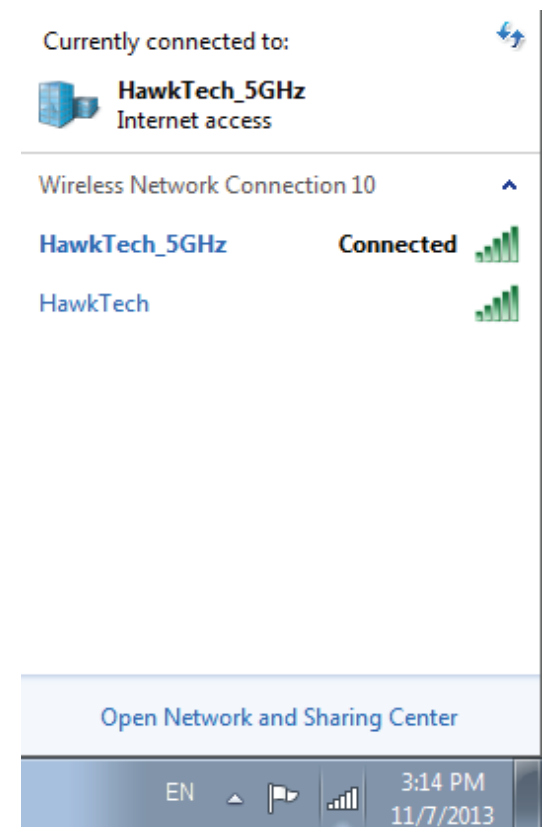 Currently connected to:
HawkTech_5GHz
Internet access
Wireless Network Connection 10
HawkTech_5GHz Connected
HawkTech
Open Network and Sharing Center
EN
3:14 PM
11/7/2013